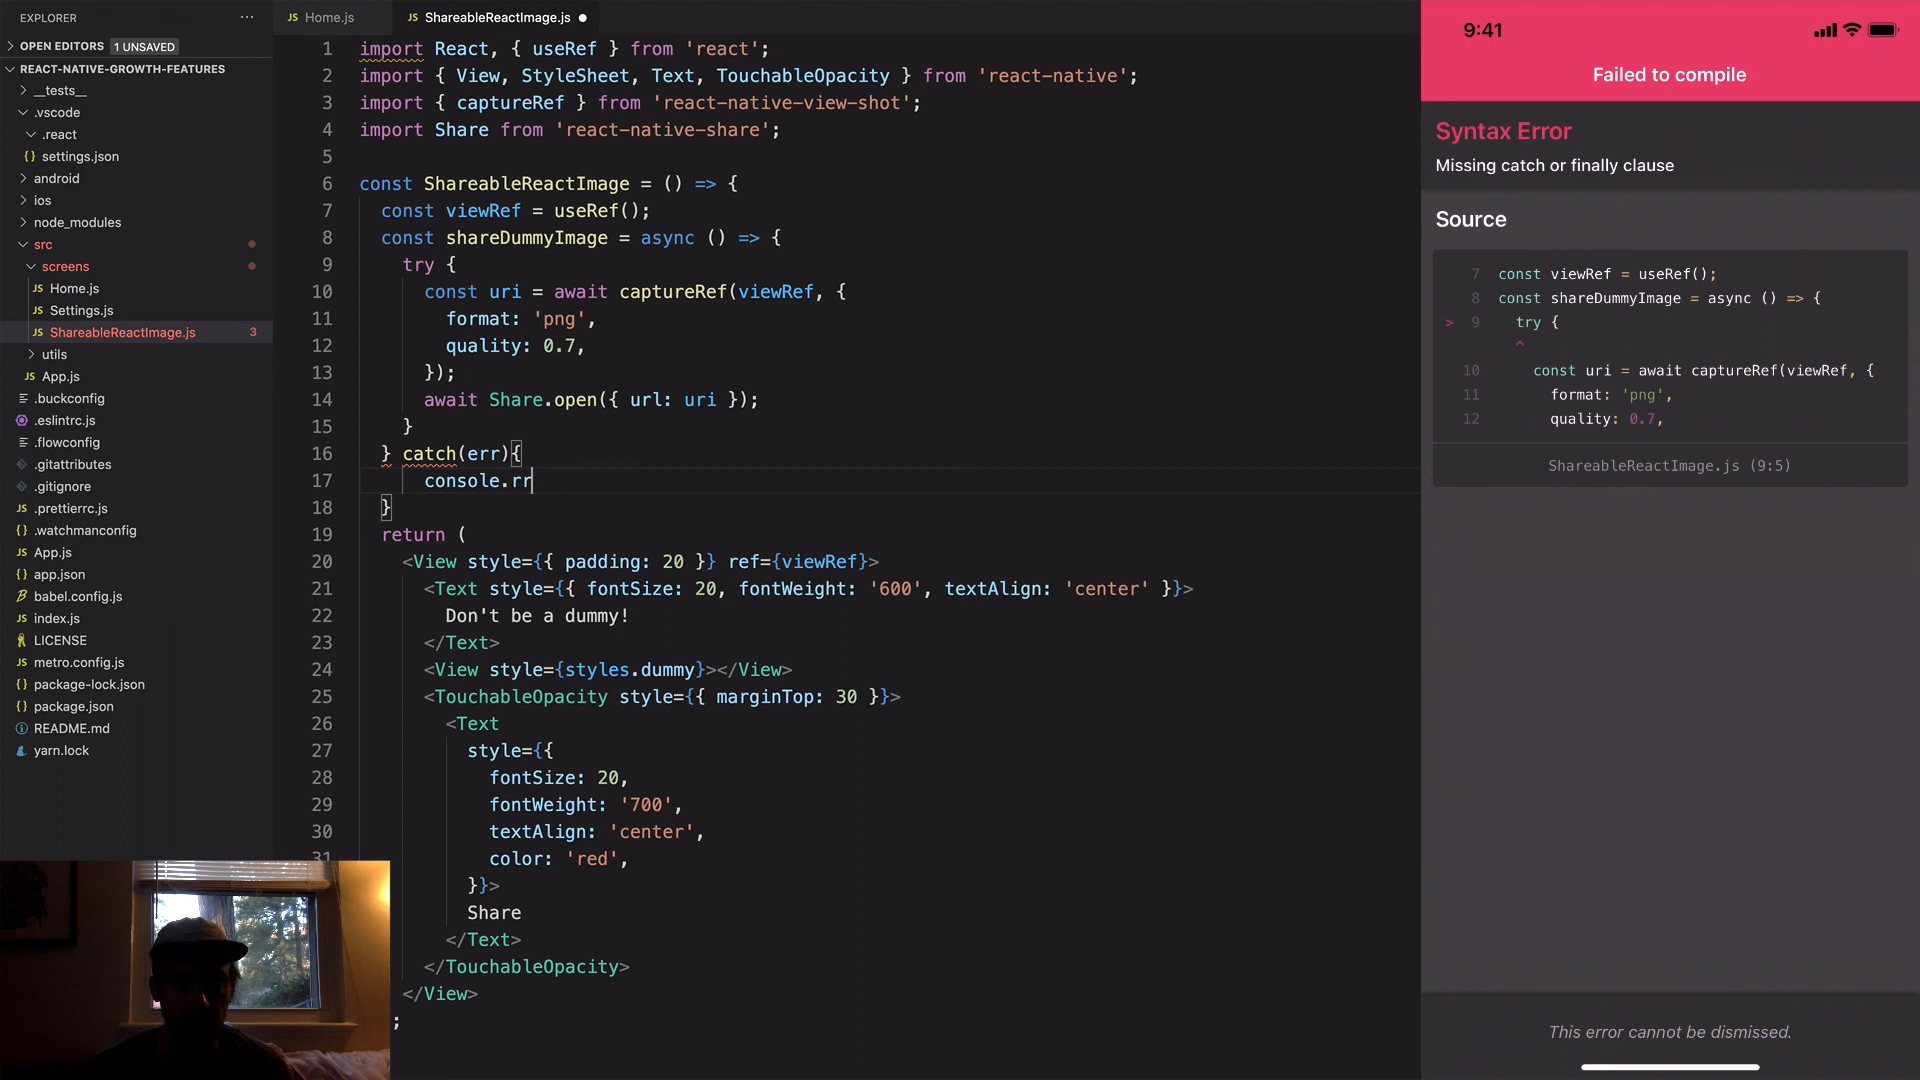 EXPLORER
···
OPEN EDITORS 1 UNSAVED
REACT-NATIVE-GROWTH-FEATURES
__tests__
.vscode
.react
{} settings.json
android
ios
node_modules
src
screens
JS Home.js
JS Settings.js
JS ShareableReactImage.js 3
utils
JS App.js
.buckconfig
.eslintrc.js
.flowconfig
.gitattributes
.gitignore
JS .prettierrc.js
{} .watchmanconfig
JS App.js
{} app.json
babel.config.js
JS index.js
LICENSE
JS metro.config.js
{} package-lock.json
{} package.json
README.md
yarn.lock
JS Home.js
JS ShareableReactImage.js
1 import React, { useRef } from 'react';
2 import { View, StyleSheet, Text, TouchableOpacity } from 'react-native';
3 import { captureRef } from 'react-native-view-shot';
4 import Share from 'react-native-share';
5
6 const ShareableReactImage = () => {
7 const viewRef = useRef();
8 const shareDummyImage = async () => {
9 try {
10 const uri = await captureRef(viewRef, {
11 format: 'png',
12 quality: 0.7,
13 });
14 await Share.open({ url: uri });
15 }
16 } catch(err){
17 console.rr
18 }
19 return (
20 <View style={{ padding: 20 }} ref={viewRef}>
21 <Text style={{ fontSize: 20, fontWeight: '600', textAlign: 'center' }}>
22 Don't be a dummy!
23 </Text>
24 <View style={styles.dummy}></View>
25 <TouchableOpacity style={{ marginTop: 30 }}>
26 <Text
27 style={{
28 fontSize: 20,
29 fontWeight: '700',
30 textAlign: 'center',
31 color: 'red',
}}>
Share
</Text>
</TouchableOpacity>
</View>
;
9:41
Failed to compile
Syntax Error
Missing catch or finally clause
Source
7 const viewRef = useRef();
8 const shareDummyImage = async () => {
> 9 try {
^
10 const uri = await captureRef(viewRef, {
11 format: 'png',
12 quality: 0.7,
ShareableReactImage.js (9:5)
This error cannot be dismissed.